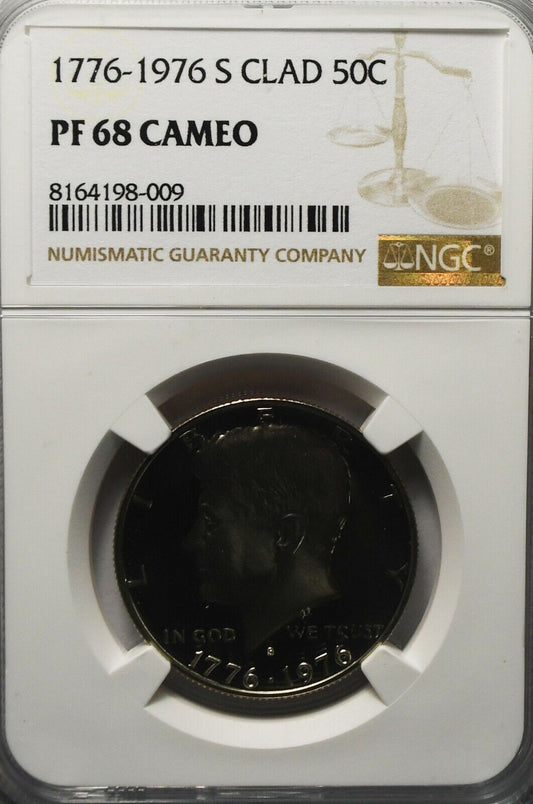 1776-1976 S CLAD 50C
PF 68 CAMEO
8164198-009
NUMISMATIC GUARANTY COMPANY NGC®
LIBERTY
IN GOD WE TRUST
S
1776·1976